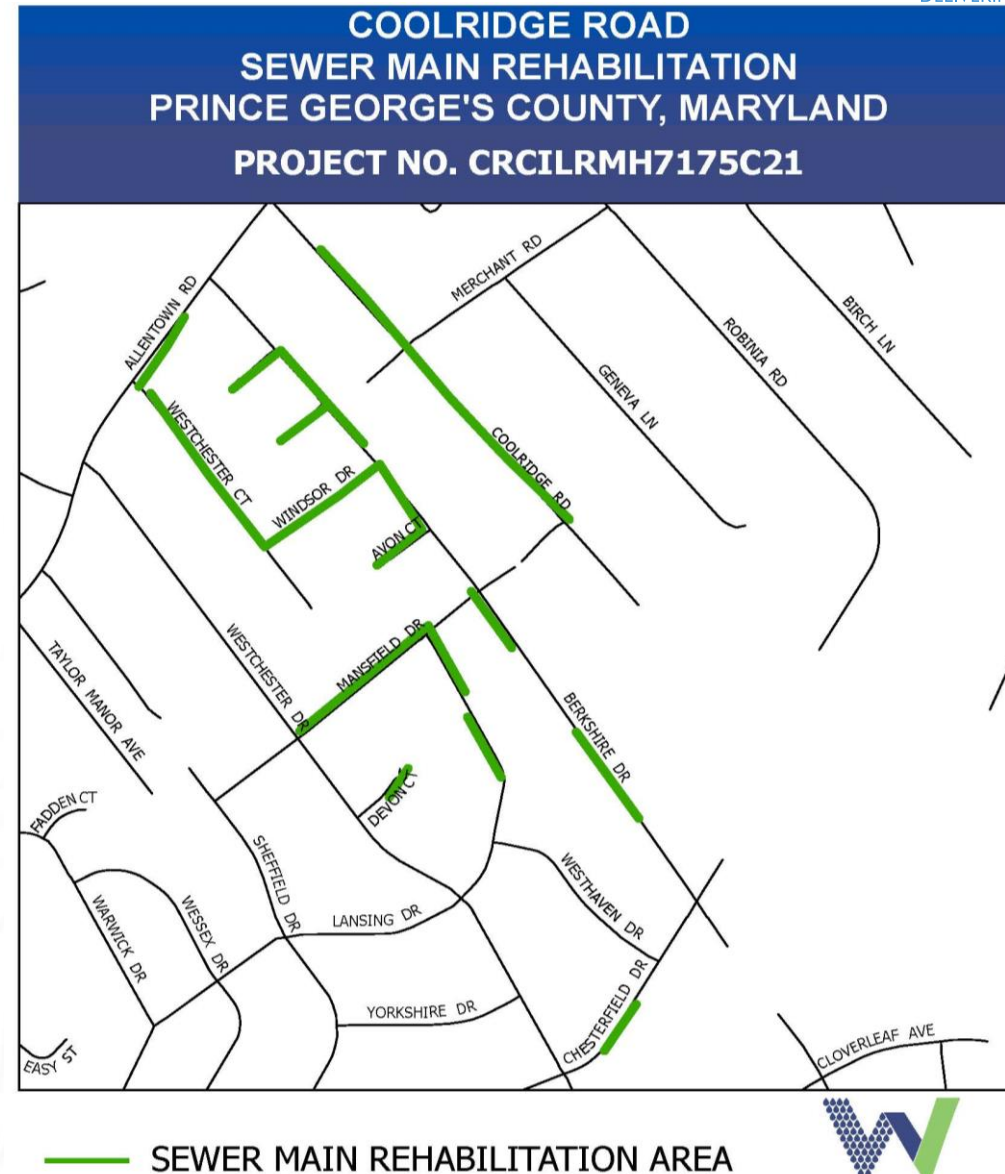 COOLRIDGE ROAD
SEWER MAIN REHABILITATION
PRINCE GEORGE'S COUNTY, MARYLAND
PROJECT NO. CRCILRMH7175C21
ALLENTOWN RD
MERCHANT RD
BIRCH LN
ROBINIA RD
GENEVA LN
WESTCHESTER CT
COOLRIDGE RD
WINDSOR DR
AVON CT
WESTCHESTER DR
MANSFIELD DR
TAYLOR MANOR AVE
BERKSHIRE DR
DEVON CT
FADDEN CT
SHEFFIELD DR
WESTHAVEN DR
WARWICK DR
WESSEX DR
LANSING DR
YORKSHIRE DR
CHESTERFIELD DR
CLOVERLEAF AVE
EASY ST
SEWER MAIN REHABILITATION AREA